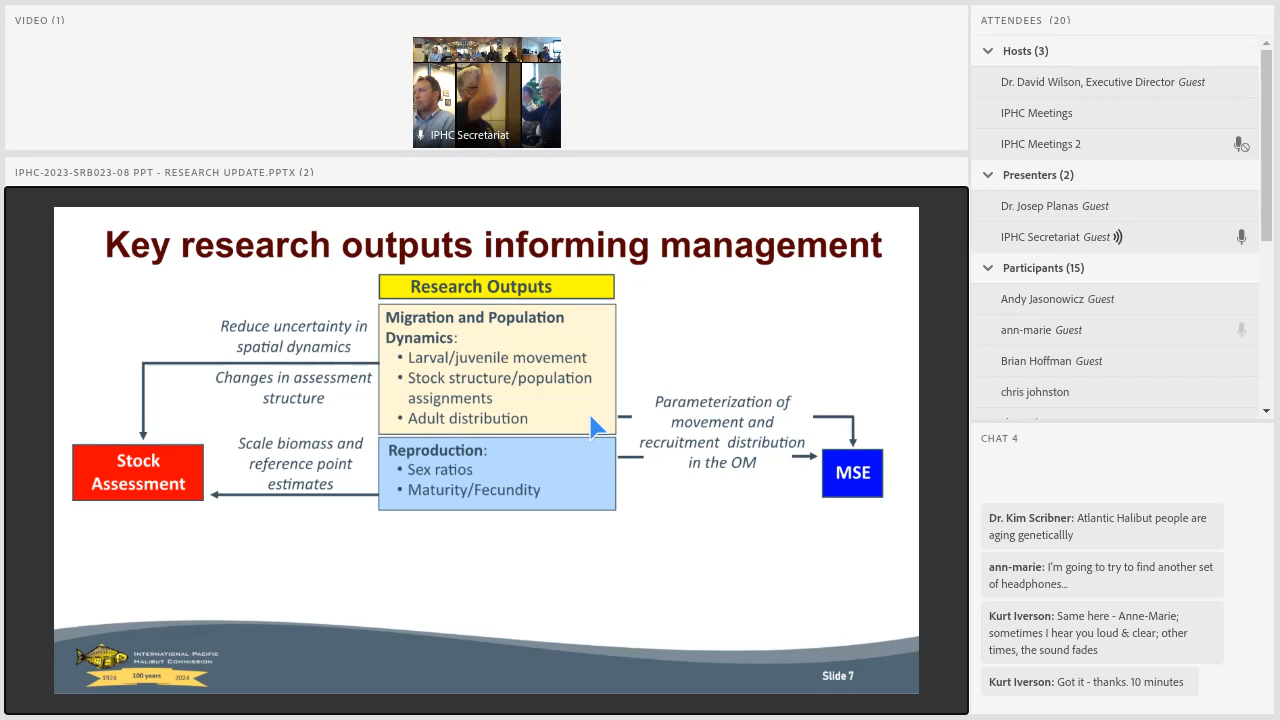 VIDEO (1)
IPHC Secretariat
IPHC-2023-SRB023-08 PPT - RESEARCH UPDATE.PPTX (2)
Key research outputs informing management
Research Outputs
Reduce uncertainty in
spatial dynamics
Changes in assessment
structure
Scale biomass and
reference point
estimates
Stock
Assessment
Migration and Population
Dynamics:
• Larval/juvenile movement
• Stock structure/population
assignments
• Adult distribution
Reproduction:
• Sex ratios
• Maturity/Fecundity
Parameterization of
movement and
recruitment distribution
in the OM
MSE
INTERNATIONAL PACIFIC
HALIBUT COMMISSION
1924 100 years 2024
Slide 7
ATTENDEES (20)
Hosts (3)
Dr. David Wilson, Executive Director Guest
IPHC Meetings
IPHC Meetings 2
Presenters (2)
Dr. Josep Planas Guest
IPHC Secretariat Guest
Participants (15)
Andy Jasonowicz Guest
ann-marie Guest
Brian Hoffman Guest
chris johnston
CHAT 4
Dr. Kim Scribner: Atlantic Halibut people are
aging geneticallly
ann-marie: I'm going to try to find another set
of headphones...
Kurt Iverson: Same here - Anne-Marie;
sometimes I hear you loud & clear; other
times, the sound fades
Kurt Iverson: Got it - thanks. 10 minutes